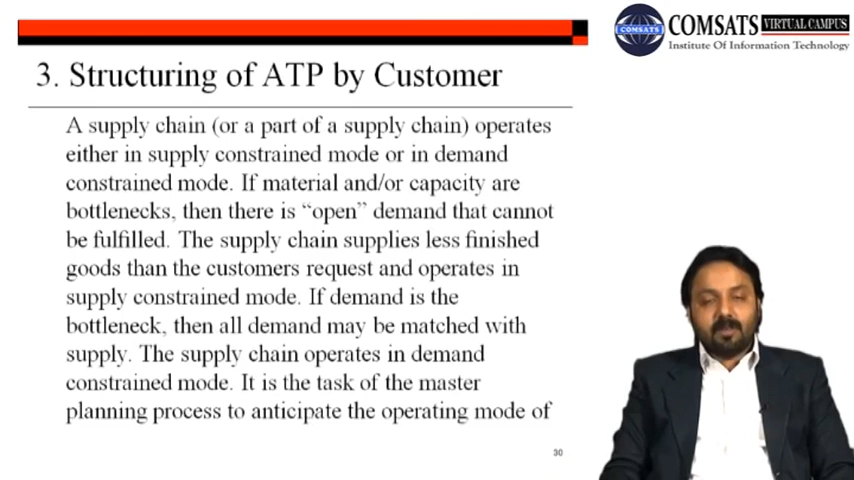 COMSATS VIRTUAL CAMPUS
COMSATS
Institute Of Information Technology
3. Structuring of ATP by Customer
A supply chain (or a part of a supply chain) operates
either in supply constrained mode or in demand
constrained mode. If material and/or capacity are
bottlenecks, then there is “open” demand that cannot
be fulfilled. The supply chain supplies less finished
goods than the customers request and operates in
supply constrained mode. If demand is the
bottleneck, then all demand may be matched with
supply. The supply chain operates in demand
constrained mode. It is the task of the master
planning process to anticipate the operating mode of
30